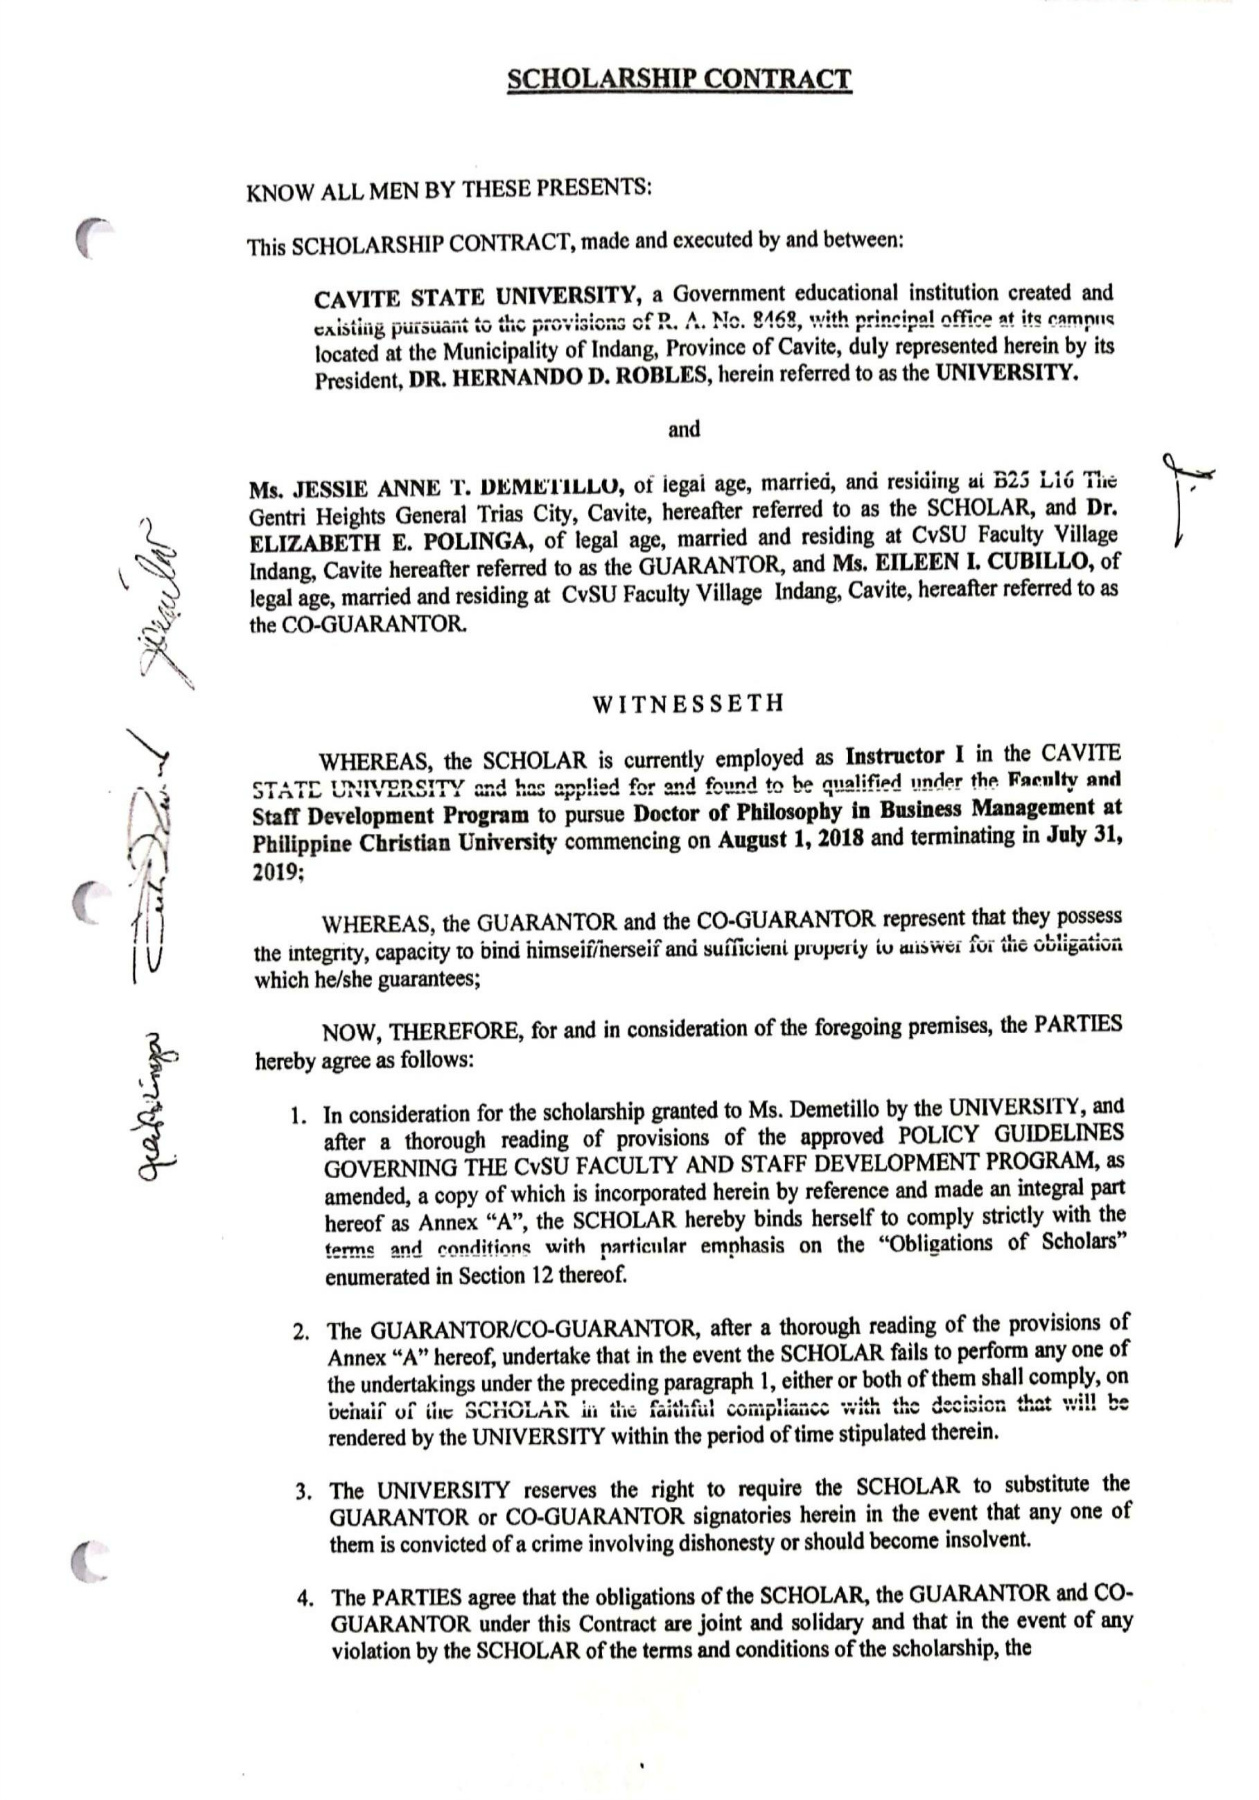 SCHOLARSHIP CONTRACT
KNOW ALL MEN BY THESE PRESENTS:
This SCHOLARSHIP CONTRACT, made and executed by and between:
CAVITE STATE UNIVERSITY, a Government educational institution created and
existing pursuant to the provisions of R. A. No. 8468, with principal office at its campus
located at the Municipality of Indang, Province of Cavite, duly represented herein by its
President, DR. HERNANDO D. ROBLES, herein referred to as the UNIVERSITY.
and
Ms. JESSIE ANNE T. DEMETILLO, of legal age, married, and residing at B25 L16 The
Gentri Heights General Trias City, Cavite, hereafter referred to as the SCHOLAR, and Dr.
ELIZABETH E. POLINGA, of legal age, married and residing at CvSU Faculty Village
Indang, Cavite hereafter referred to as the GUARANTOR, and Ms. EILEEN I. CUBILLO, of
legal age, married and residing at CvSU Faculty Village Indang, Cavite, hereafter referred to as
the CO-GUARANTOR.
WITNESSETH
WHEREAS, the SCHOLAR is currently employed as Instructor I in the CAVITE
STATE UNIVERSITY and has applied for and found to be qualified under the Faculty and
Staff Development Program to pursue Doctor of Philosophy in Business Management at
Philippine Christian University commencing on August 1, 2018 and terminating in July 31,
2019;
WHEREAS, the GUARANTOR and the CO-GUARANTOR represent that they possess
the integrity, capacity to bind himself/herself and sufficient property to answer for the obligation
which he/she guarantees;
NOW, THEREFORE, for and in consideration of the foregoing premises, the PARTIES
hereby agree as follows:
1. In consideration for the scholarship granted to Ms. Demetillo by the UNIVERSITY, and
after a thorough reading of provisions of the approved POLICY GUIDELINES
GOVERNING THE CvSU FACULTY AND STAFF DEVELOPMENT PROGRAM, as
amended, a copy of which is incorporated herein by reference and made an integral part
hereof as Annex “A”, the SCHOLAR hereby binds herself to comply strictly with the
terms and conditions with particular emphasis on the “Obligations of Scholars”
enumerated in Section 12 thereof.
2. The GUARANTOR/CO-GUARANTOR, after a thorough reading of the provisions of
Annex “A” hereof, undertake that in the event the SCHOLAR fails to perform any one of
the undertakings under the preceding paragraph 1, either or both of them shall comply, on
behalf of the SCHOLAR in the faithful compliance with the decision that will be
rendered by the UNIVERSITY within the period of time stipulated therein.
3. The UNIVERSITY reserves the right to require the SCHOLAR to substitute the
GUARANTOR or CO-GUARANTOR signatories herein in the event that any one of
them is convicted of a crime involving dishonesty or should become insolvent.
4. The PARTIES agree that the obligations of the SCHOLAR, the GUARANTOR and CO-
GUARANTOR under this Contract are joint and solidary and that in the event of any
violation by the SCHOLAR of the terms and conditions of the scholarship, the